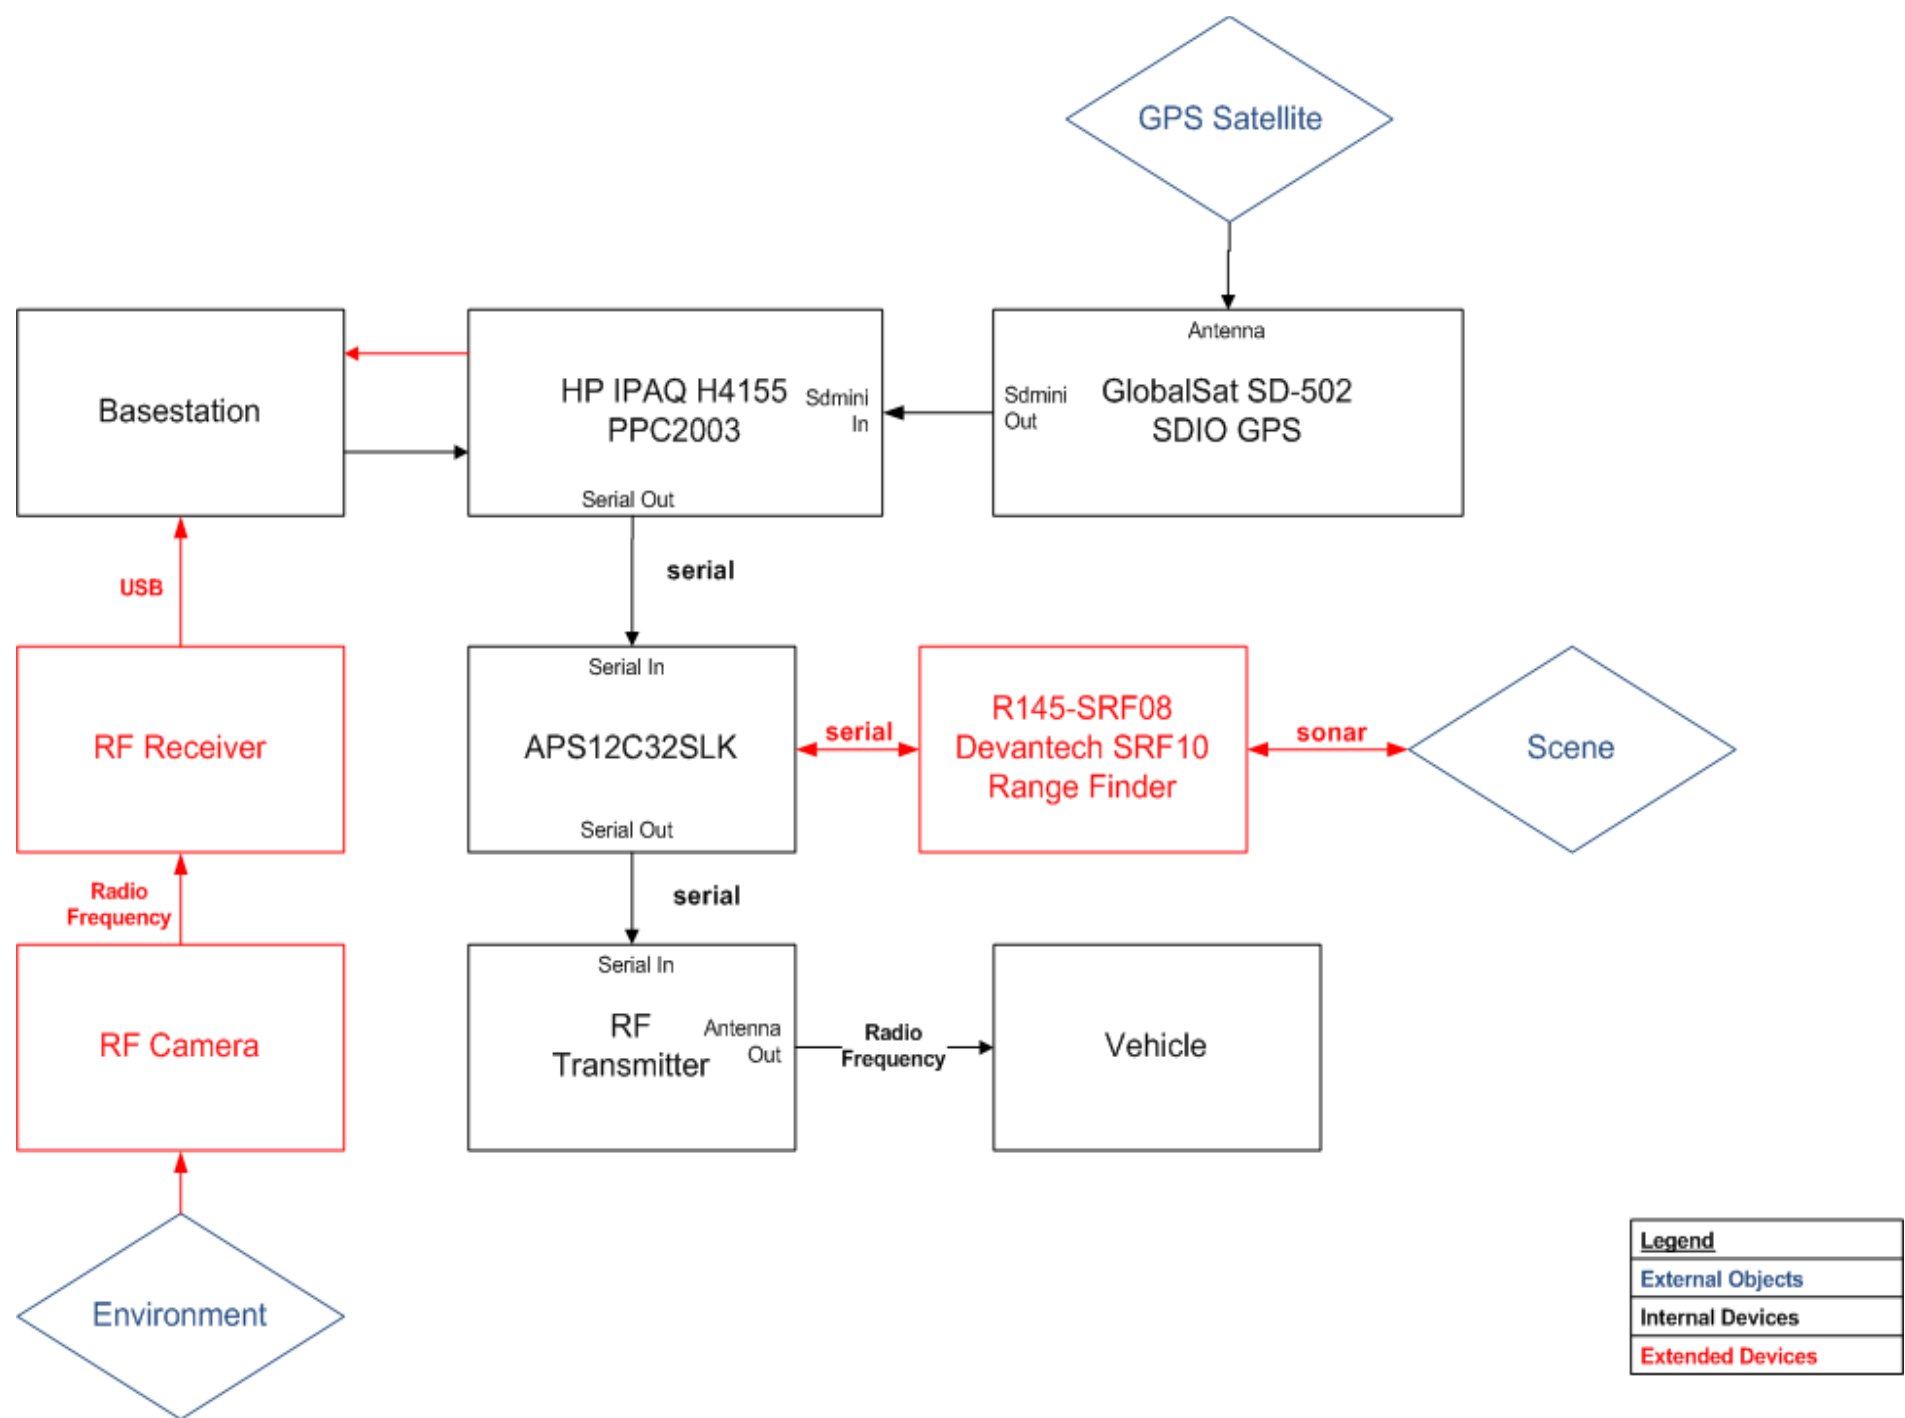 GPS Satellite
Antenna
GlobalSat SD-502
SDIO GPS
Sdmini
Out
HP IPAQ H4155
PPC2003
Sdmini
In
Serial Out
Basestation
USB
serial
RF Receiver
Serial In
APS12C32SLK
Serial Out
serial
R145-SRF08
Devantech SRF10
Range Finder
sonar
Scene
Radio
Frequency
serial
RF Camera
Serial In
RF
Transmitter
Antenna
Out
Radio
Frequency
Vehicle
Environment
Legend
External Objects
Internal Devices
Extended Devices